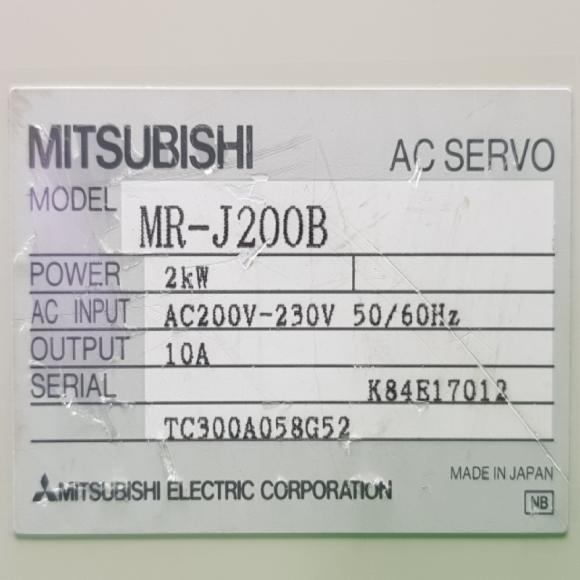 MITSUBISHI AC SERVO
MODEL MR-J200B
POWER 2kW
AC INPUT AC200V-230V 50/60Hz
OUTPUT 10A
SERIAL K84E17012
TC300A058G52
MITSUBISHI ELECTRIC CORPORATION MADE IN JAPAN
NB